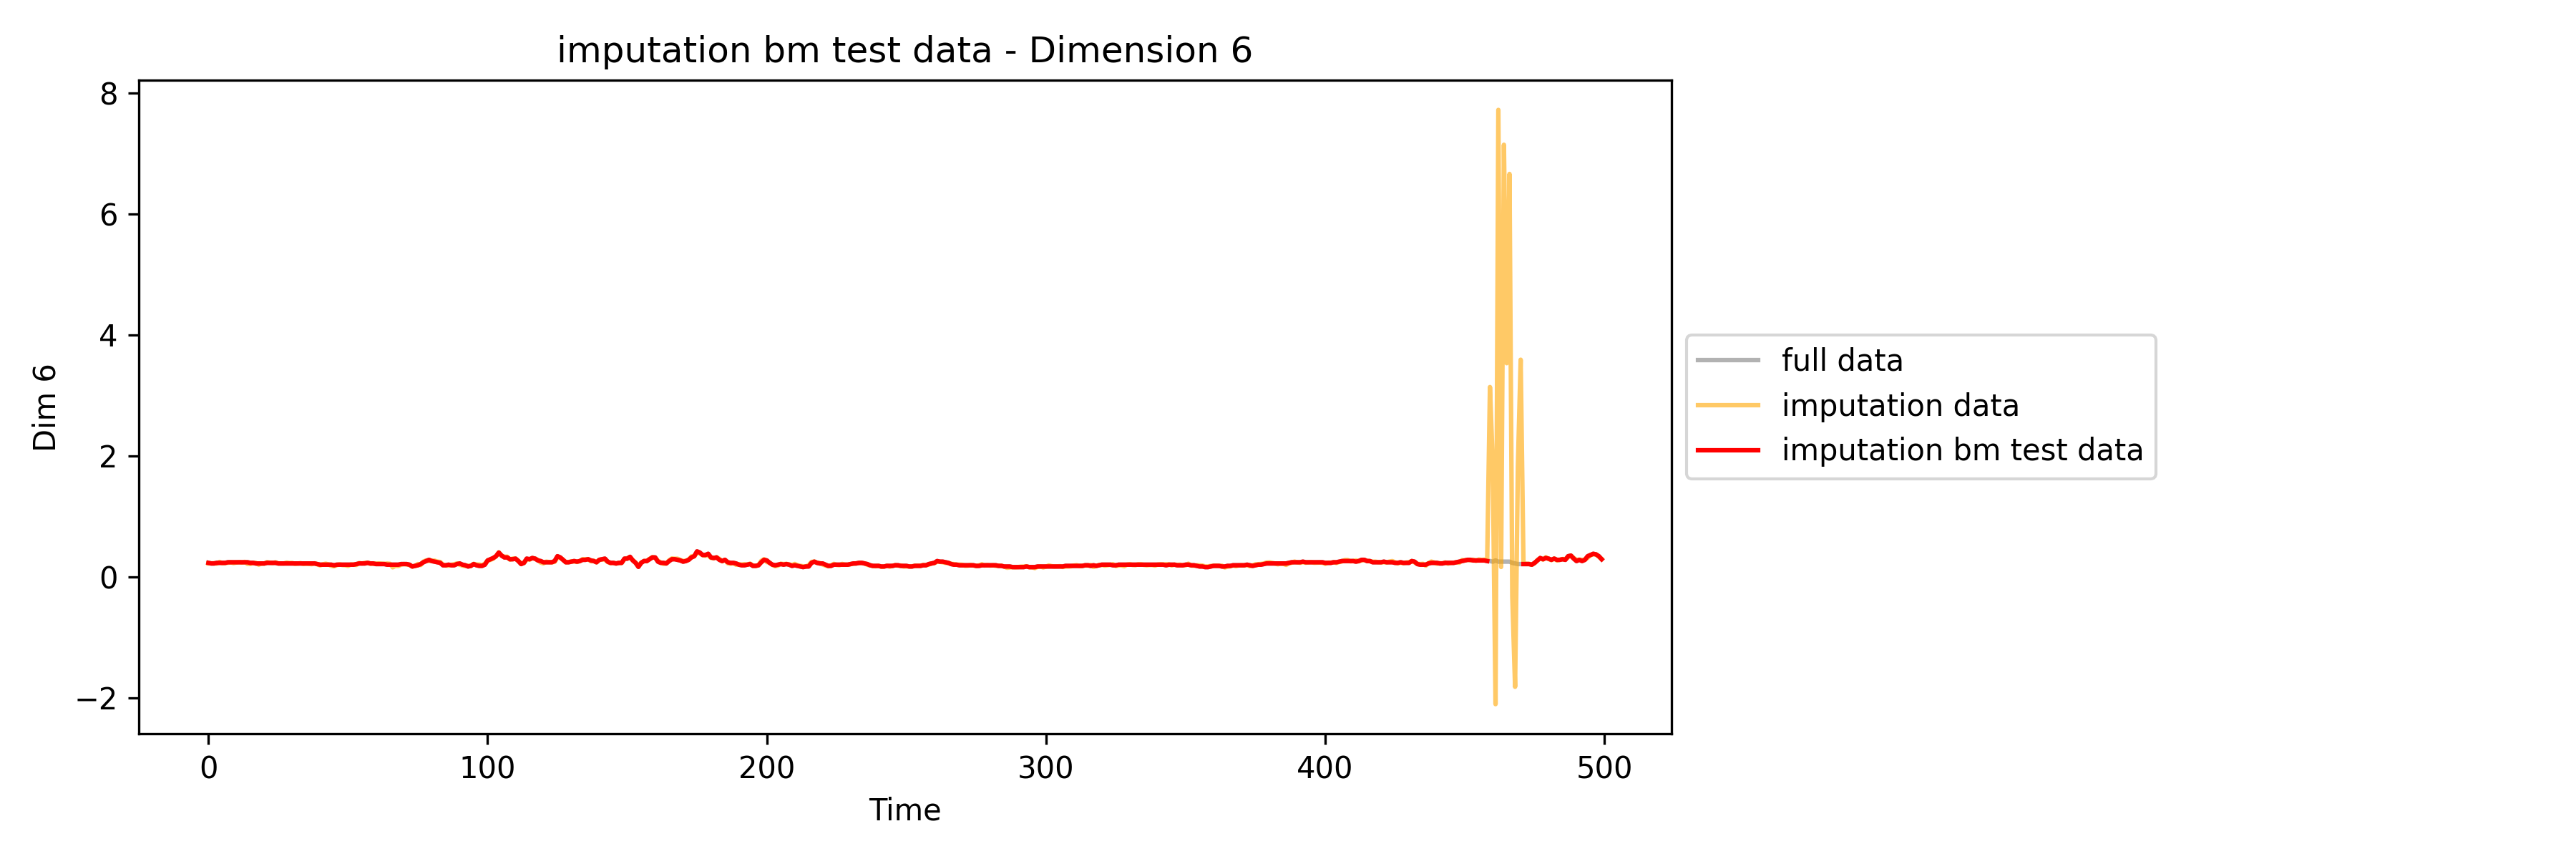 imputation bm test data - Dimension 6
8
6
4
2
0
−2
Dim 6
0 100 200 300 400 500
Time
full data
imputation data
imputation bm test data